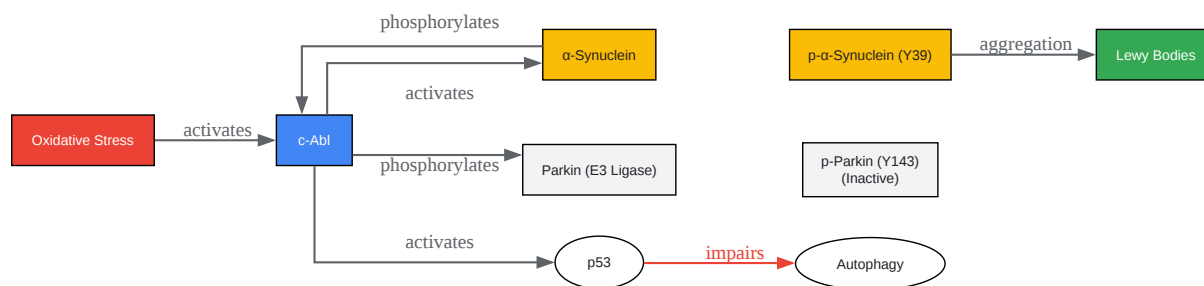 phosphorylates
α-Synuclein
p-α-Synuclein (Y39)
aggregation
Lewy Bodies
activates
Oxidative Stress
activates
c-Abl
phosphorylates
Parkin (E3 Ligase)
p-Parkin (Y143)
(Inactive)
activates
p53
impairs
Autophagy